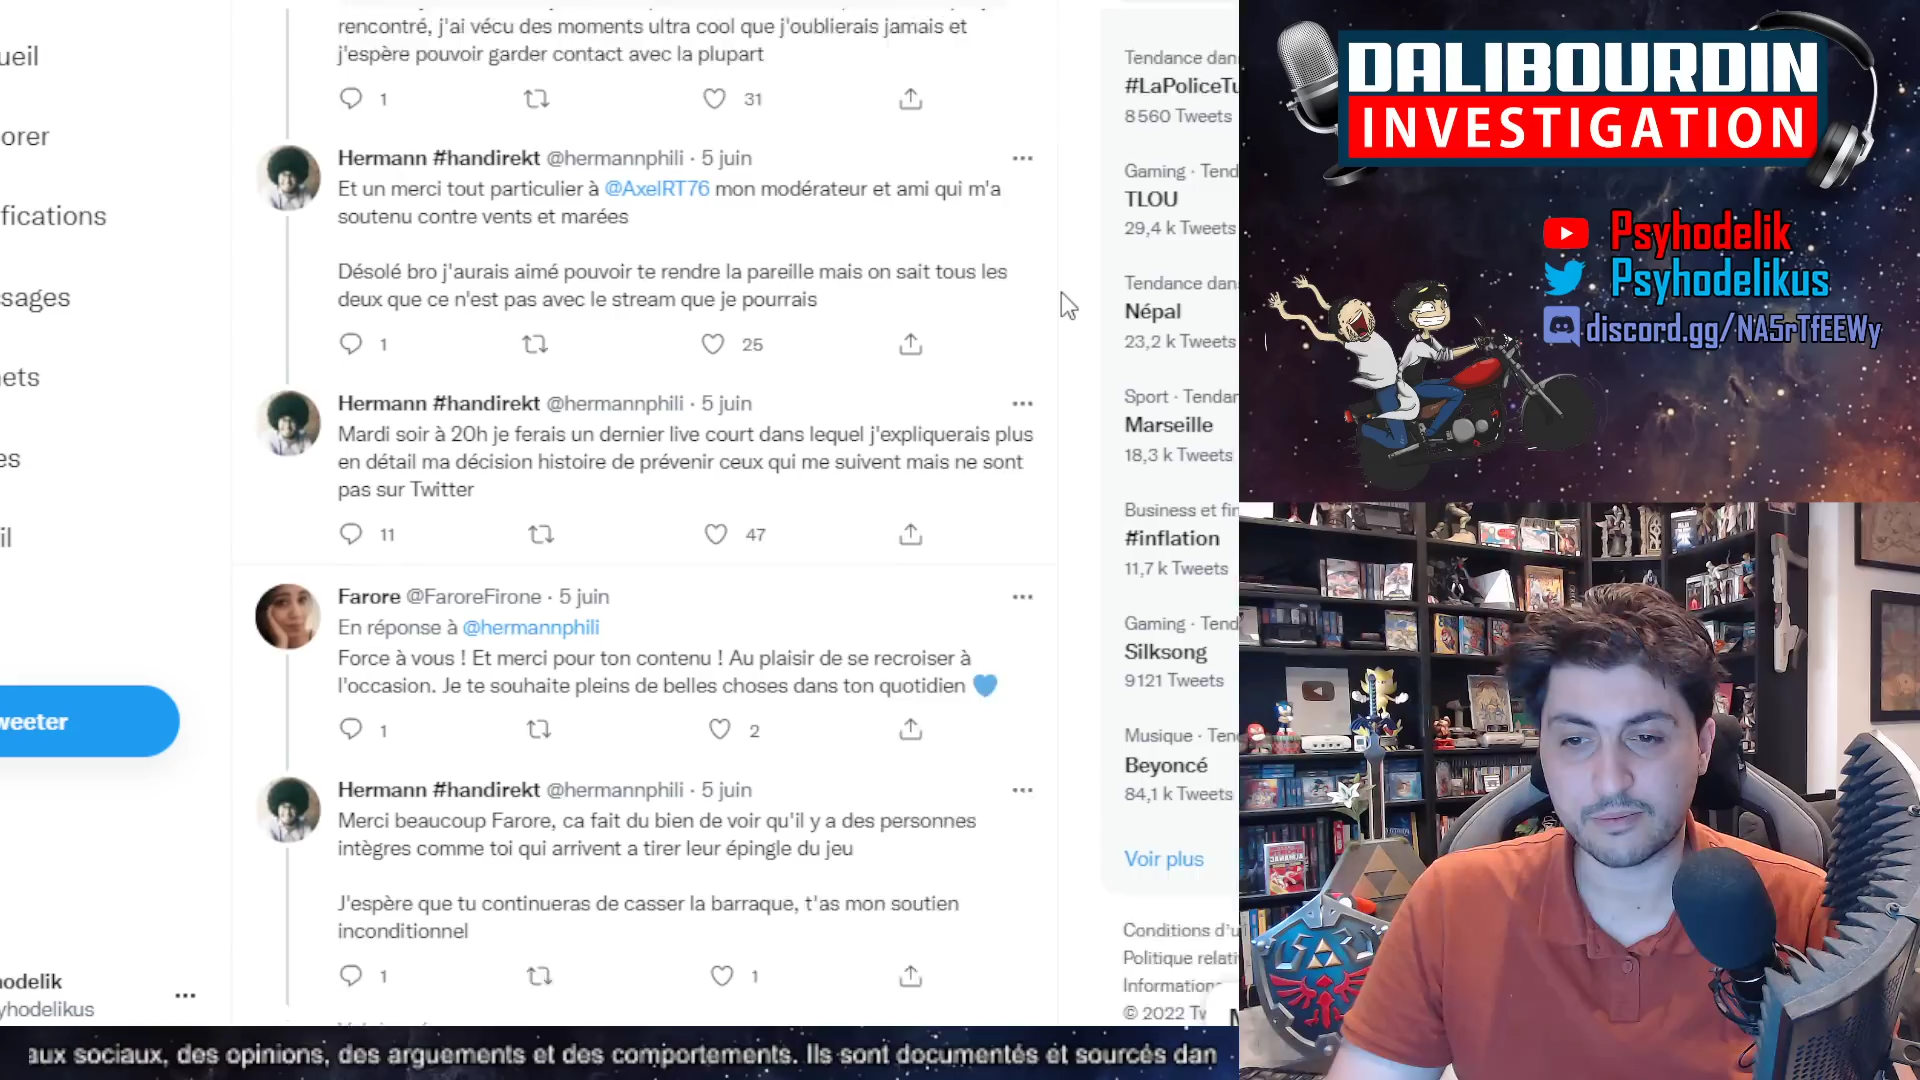 rencontré, j'ai vécu des moments ultra cool que j'oublierais jamais et
j'espère pouvoir garder contact avec la plupart
1 31
Hermann #handirekt @hermannphili · 5 juin ···
Et un merci tout particulier à @AxelRT76 mon modérateur et ami qui m'a
soutenu contre vents et marées
Désolé bro j'aurais aimé pouvoir te rendre la pareille mais on sait tous les
deux que ce n'est pas avec le stream que je pourrais
1 25
Hermann #handirekt @hermannphili · 5 juin ···
Mardi soir à 20h je ferais un dernier live court dans lequel j'expliquerais plus
en détail ma décision histoire de prévenir ceux qui me suivent mais ne sont
pas sur Twitter
11 47
Farore @FaroreFirone · 5 juin ···
En réponse à @hermannphili
Force à vous ! Et merci pour ton contenu ! Au plaisir de se recroiser à
l'occasion. Je te souhaite pleins de belles choses dans ton quotidien
1 2
Hermann #handirekt @hermannphili · 5 juin ···
Merci beaucoup Farore, ca fait du bien de voir qu'il y a des personnes
intègres comme toi qui arrivent a tirer leur épingle du jeu
J'espère que tu continueras de casser la barraque, t'as mon soutien
inconditionnel
1 1
ueil
orer
fications
sages
ets
es
il
weeter
odelik
yhodelikus
···
Tendance dan
#LaPoliceTu
8 560 Tweets
Gaming · Tend
TLOU
29,4 k Tweets
Tendance dan
Népal
23,2 k Tweets
Sport · Tendan
Marseille
18,3 k Tweets
Business et fin
#inflation
11,7 k Tweets
Gaming · Tend
Silksong
9 121 Tweets
Musique · Tend
Beyoncé
84,1 k Tweets
Voir plus
Conditions d'u
Politique relati
Informations
© 2022 Tw
DALIBOURDIN
INVESTIGATION
Psyhodelik
Psyhodelikus
discord.gg/NA5rTfEEWy
aux sociaux, des opinions, des arguements et des comportements. Ils sont documentés et sourcés dan